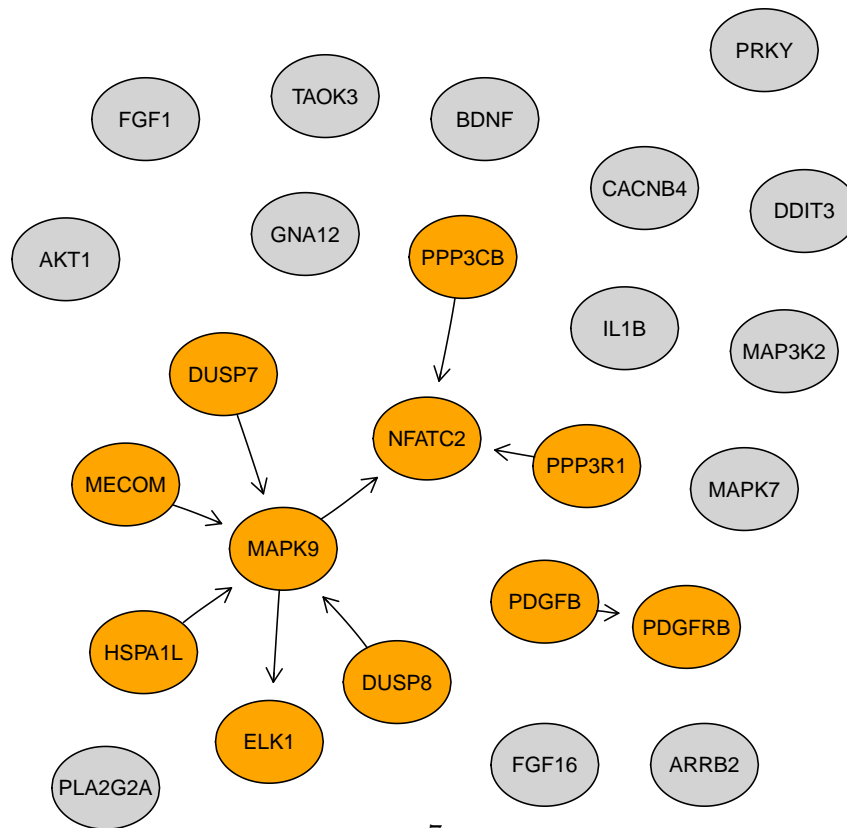 PRKY
TAOK3
FGF1
BDNF
CACNB4
DDIT3
GNA12
AKT1
PPP3CB
IL1B
MAP3K2
DUSP7
NFATC2
PPP3R1
MECOM
MAPK7
MAPK9
PDGFB
PDGFRB
HSPA1L
DUSP8
ELK1
FGF16
ARRB2
PLA2G2A